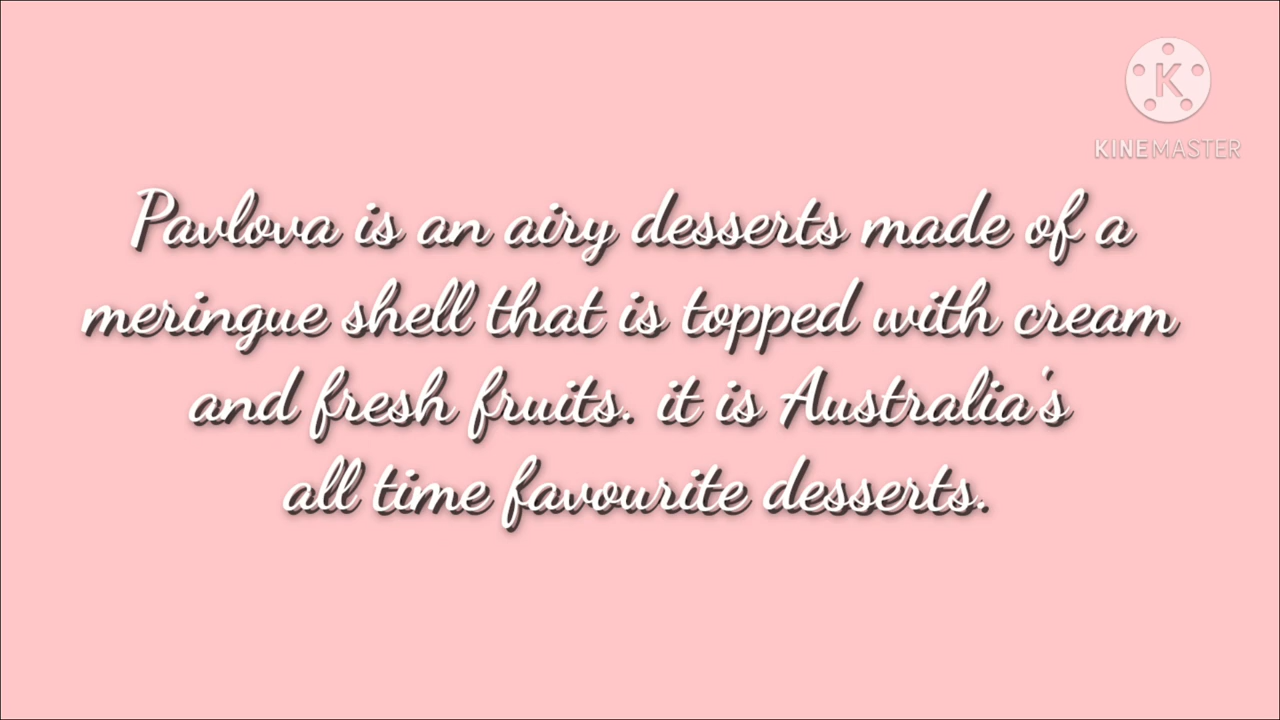 KINEMASTER
Pavlova is an airy desserts made of a
meringue shell that is topped with cream
and fresh fruits. it is Australia's
all time favourite desserts.